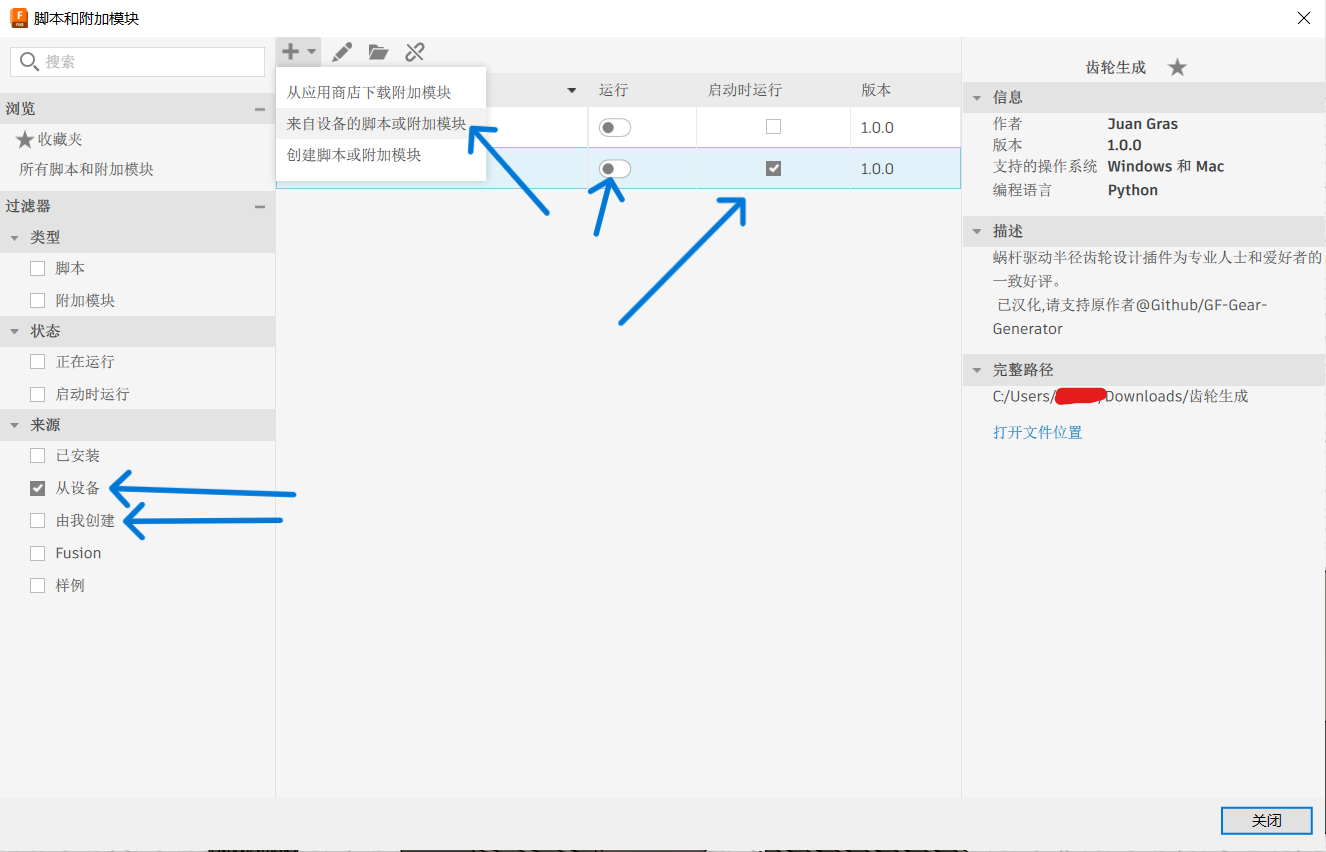 脚本和附加模块
搜索
浏览
收藏夹
所有脚本和附加模块
过滤器
类型
脚本
附加模块
状态
正在运行
启动时运行
来源
已安装
从设备
由我创建
Fusion
样例
从应用商店下载附加模块
来自设备的脚本或附加模块
创建脚本或附加模块
运行 启动时运行 版本
1.0.0
1.0.0
齿轮生成
信息
作者 Juan Gras
版本 1.0.0
支持的操作系统 Windows 和 Mac
编程语言 Python
描述
蜗杆驱动半径齿轮设计插件为专业人士和爱好者的
一致好评。
已汉化,请支持原作者@Github/GF-Gear-
Generator
完整路径
C:/Users/ Downloads/齿轮生成
打开文件位置
关闭